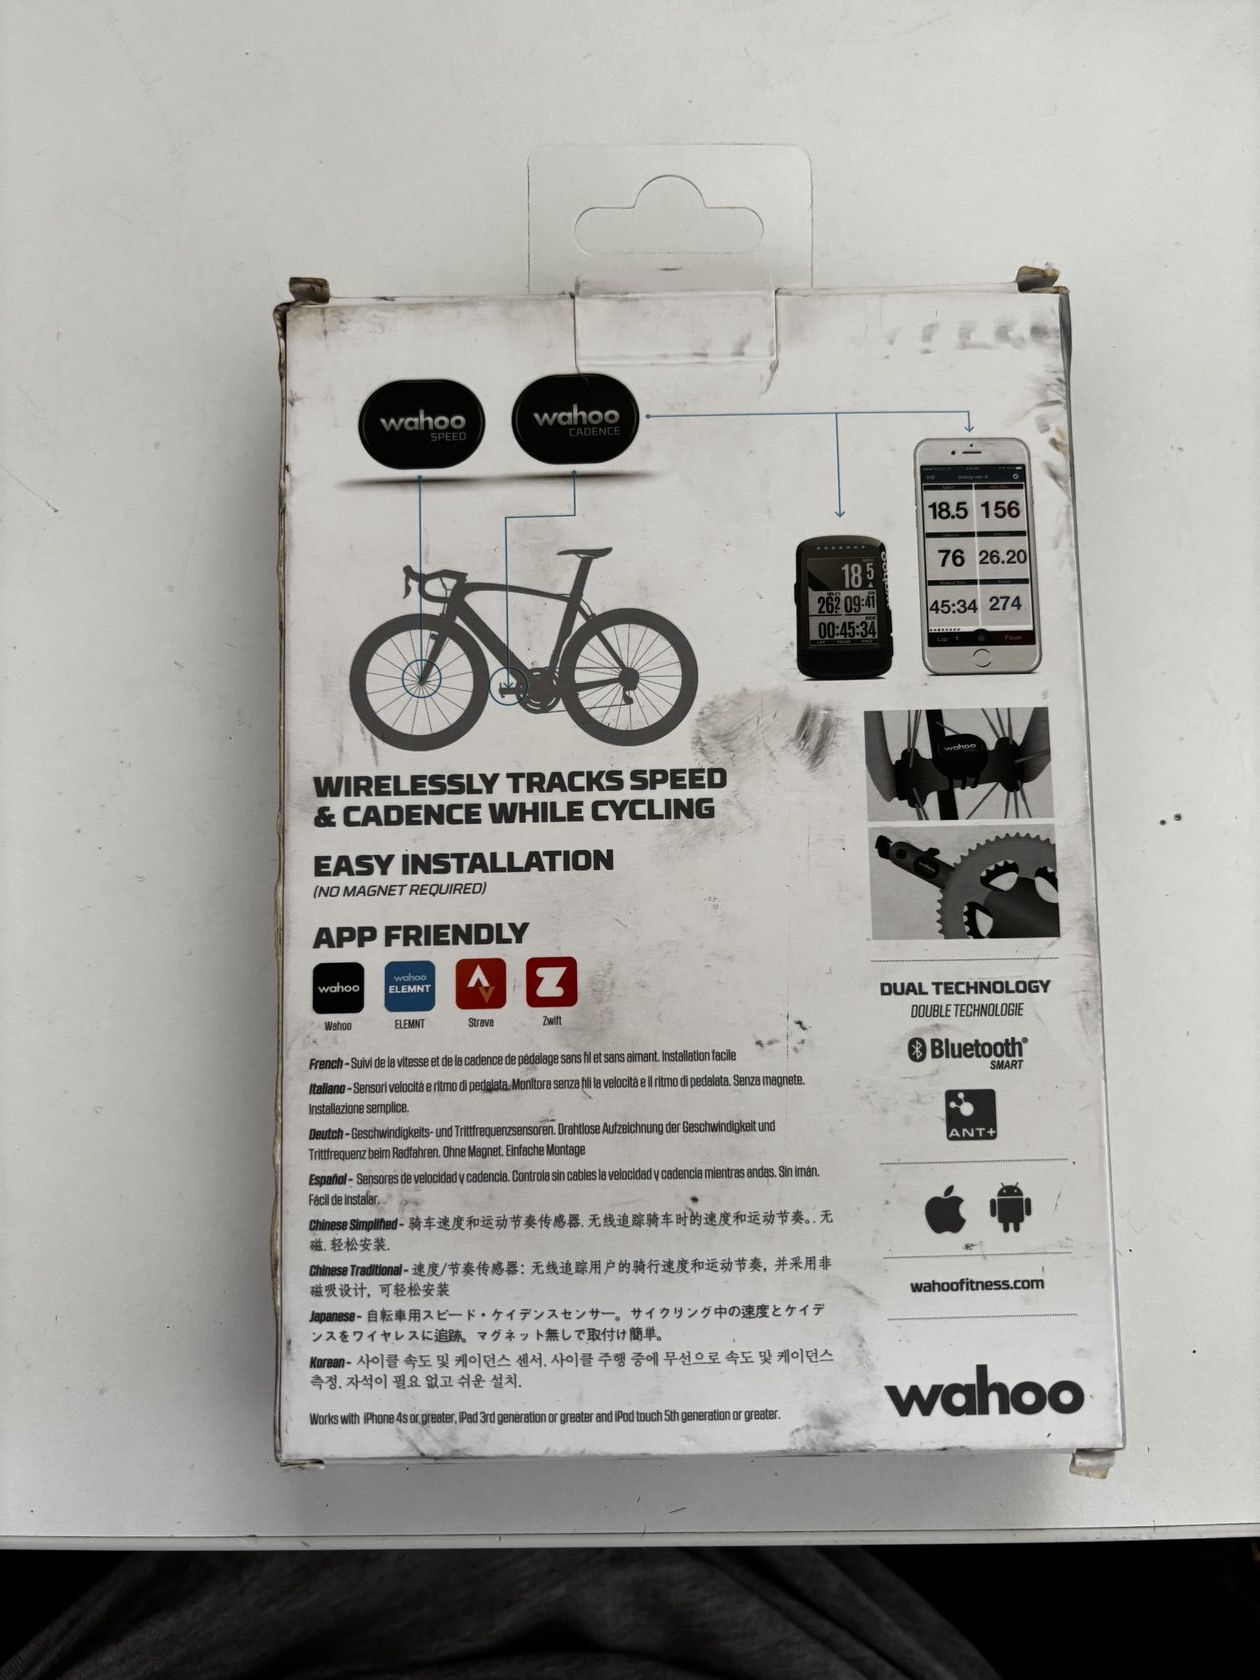 wahoo
SPEED
wahoo
CADENCE
18.5 156
76 26.20
45:34 274
Lap 1 Pause
wahoo
18.5
26.2 09:41
00:45:34
wahoo
wahoo
WIRELESSLY TRACKS SPEED
& CADENCE WHILE CYCLING
EASY INSTALLATION
(NO MAGNET REQUIRED)
APP FRIENDLY
wahoo
wahoo
ELEMNT
Wahoo
ELEMNT
Strava
Zwift
French - Suivi de la vitesse et de la cadence de pédalage sans fil et sans aimant. Installation facile
Italiano - Sensori velocità e ritmo di pedalata. Monitora senza fili la velocità e il ritmo di pedalata. Senza magnete.
Installazione semplice.
Deutch - Geschwindigkeits- und Trittfrequenzsensoren. Drahtlose Aufzeichnung der Geschwindigkeit und
Trittfrequenz beim Radfahren. Ohne Magnet. Einfache Montage
Español - Sensores de velocidad y cadencia. Controla sin cables la velocidad y cadencia mientras andas. Sin imán.
Fácil de instalar.
Chinese Simplified - 骑车速度和运动节奏传感器. 无线追踪骑车时的速度和运动节奏。. 无
磁. 轻松安装.
Chinese Traditional - 速度/节奏传感器: 无线追踪用户的骑行速度和运动节奏, 并采用非
磁吸设计, 可轻松安装
Japanese - 自転車用スピード・ケイデンスセンサー。サイクリング中の速度とケイデ
ンスをワイヤレスに追跡。マグネット無しで取付け簡単。
Korean - 사이클 속도 및 케이던스 센서. 사이클 주행 중에 무선으로 속도 및 케이던스
측정. 자석이 필요 없고 쉬운 설치.
Works with iPhone 4s or greater, iPad 3rd generation or greater and iPod touch 5th generation or greater.
DUAL TECHNOLOGY
DOUBLE TECHNOLOGIE
Bluetooth®
SMART
ANT+
wahoofitness.com
wahoo